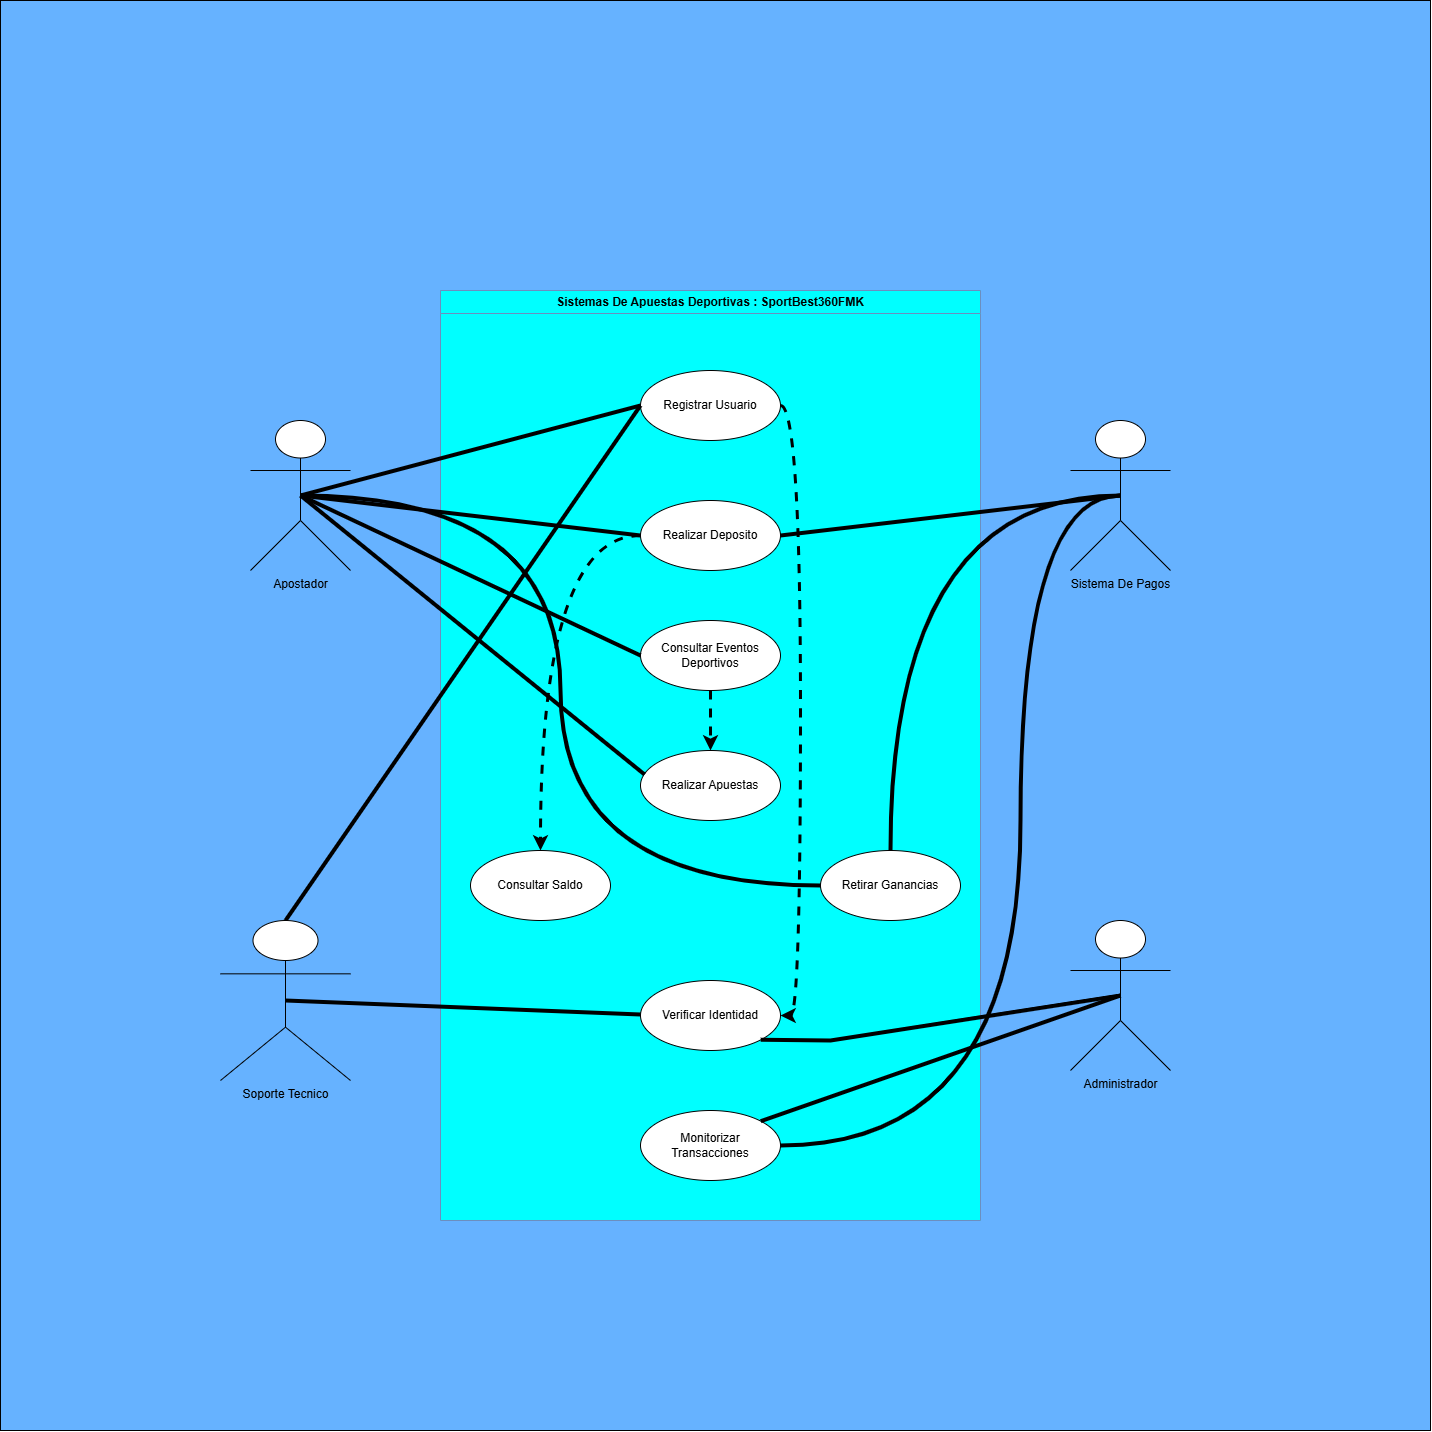 Sistemas De Apuestas Deportivas : SportBest360FMK
Registrar Usuario
Realizar Deposito
Apostador
Sistema De Pagos
Consultar Eventos
Deportivos
Realizar Apuestas
Consultar Saldo
Retirar Ganancias
Verificar Identidad
Soporte Tecnico
Administrador
Monitorizar
Transacciones